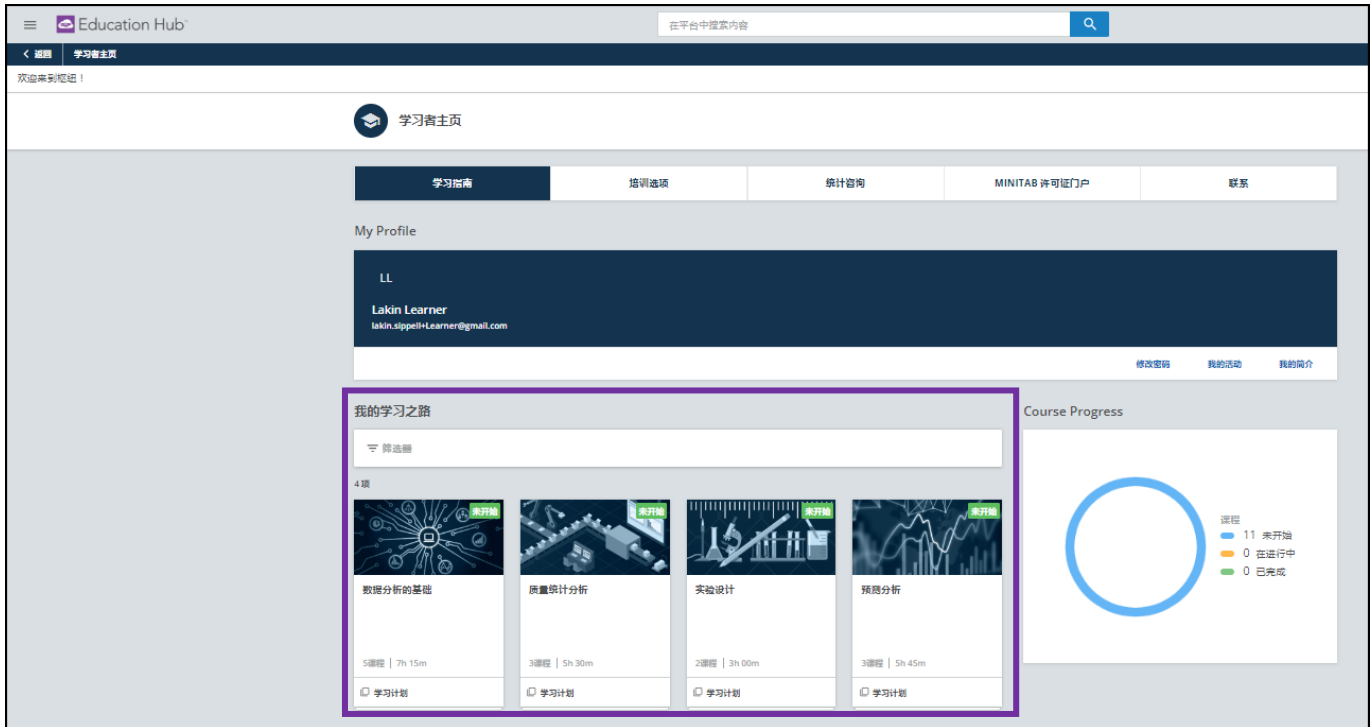 Education Hub
在平台中搜索内容
返回 学习者主页
欢迎来到枢纽！
学习者主页
学习指南 培训选项 统计咨询 MINITAB 许可证门户 联系
My Profile
LL
Lakin Learner
lakin.sippell+Learner@gmail.com
修改密码 我的活动 我的简介
我的学习之路
筛选器
4 项
未开始 未开始 未开始 未开始
数据分析的基础 质量统计分析 实验设计 预测分析
5课程 | 7h 15m 3课程 | 5h 30m 2课程 | 3h 00m 3课程 | 5h 45m
学习计划 学习计划 学习计划 学习计划
Course Progress
课程
11 未开始
0 在进行中
0 已完成